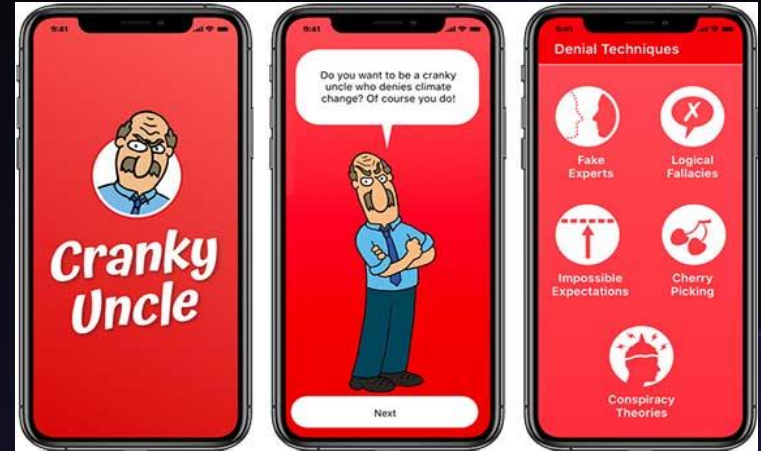 9:41
Cranky
Uncle
9:41
Do you want to be a cranky
uncle who denies climate
change? Of course you do!
Next
9:41
Denial Techniques
Fake
Experts
Logical
Fallacies
Impossible
Expectations
Cherry
Picking
Conspiracy
Theories